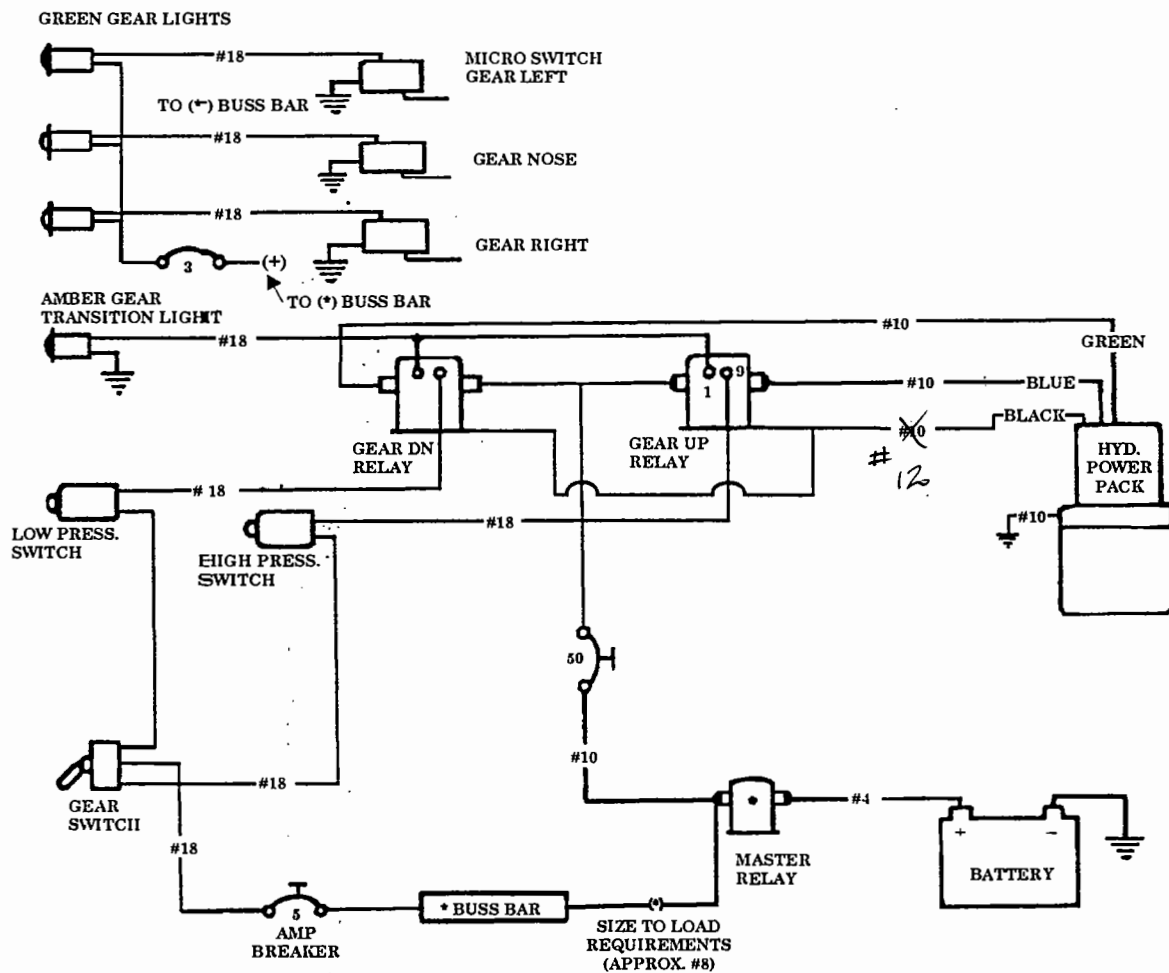 GREEN GEAR LIGHTS
#18
MICRO SWITCH
GEAR LEFT
TO (-) BUSS BAR
#18
GEAR NOSE
#18
GEAR RIGHT
3
(+)
TO (*) BUSS BAR
AMBER GEAR
TRANSITION LIGHT
#18
#10
GREEN
1
9
#10
BLUE
GEAR DN
RELAY
GEAR UP
RELAY
#10
#
12
BLACK
HYD.
POWER
PACK
# 18
LOW PRESS.
SWITCH
#18
HIGH PRESS.
SWITCH
#10
50
#10
GEAR
SWITCH
#18
#18
*
MASTER
RELAY
#4
+
-
BATTERY
5
AMP
BREAKER
* BUSS BAR
(*)
SIZE TO LOAD
REQUIREMENTS
(APPROX. #8)